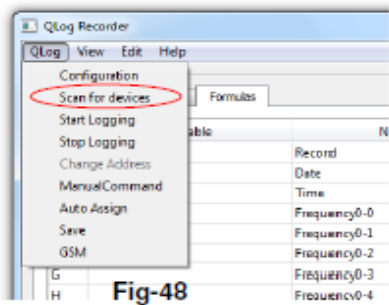 QLog Recorder
QLog View Edit Help
Configuration
Scan for devices
Formulas
Start Logging
able
N
Stop Logging
Record
Change Address
Date
ManualCommand
Time
Auto Assign
Frequency0-0
Save
Frequency0-1
GSM
Frequency0-2
G
Frequency0-3
H
Fig-48
Frequency0-4